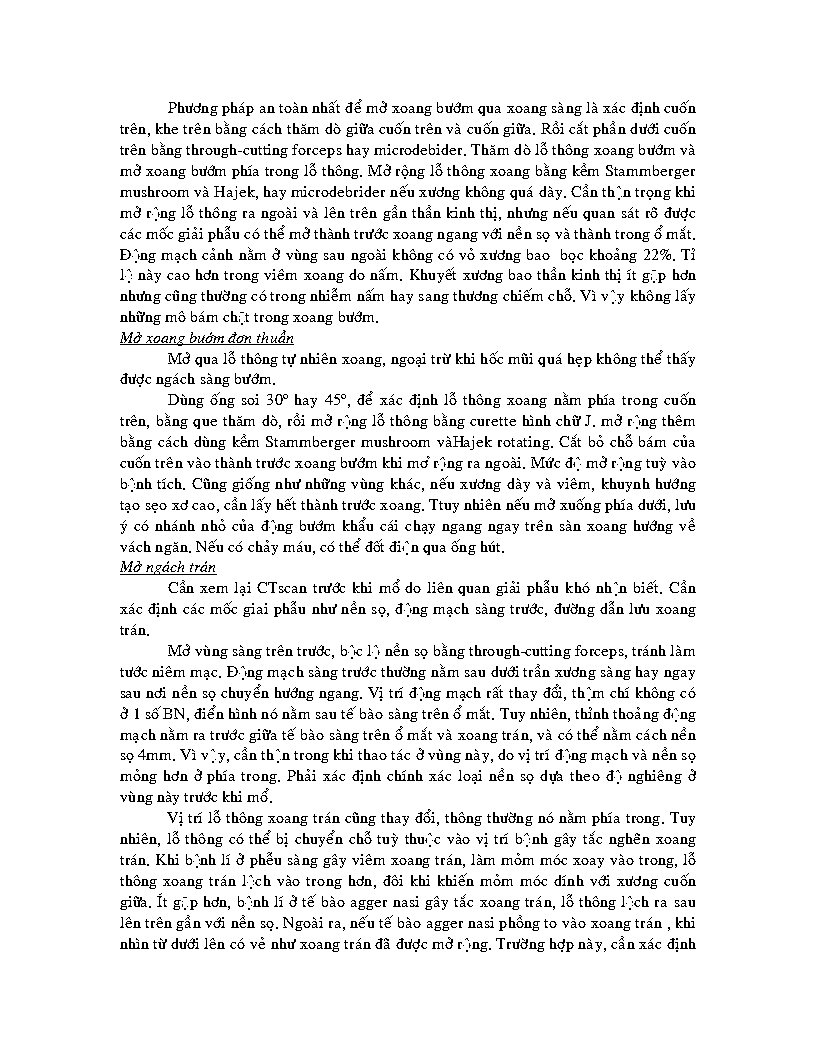 Phương pháp an toàn nhất để mở xoang bướm qua xoang sàng là xác định cuốn
trên, khe trên bằng cách thăm dò giữa cuốn trên và cuốn giữa. Rồi cắt phần dưới cuốn
trên bằng through-cutting forceps hay microdebider. Thăm dò lỗ thông xoang bướm và
mở xoang bướm phía trong lỗ thông. Mở rộng lỗ thông xoang bằng kềm Stammberger
mushroom và Hajek, hay microdebrider nếu xương không quá dày. Cần thận trọng khi
mở rộng lỗ thông ra ngoài và lên trên gần thần kinh thị, nhưng nếu quan sát rõ được
các mốc giải phẫu có thể mở thành trước xoang ngang với nền sọ và thành trong ổ mắt.
Động mạch cảnh nằm ở vùng sau ngoài không có vỏ xương bao  bọc khoảng 22%. Tỉ
lệ này cao hơn trong viêm xoang do nấm. Khuyết xương bao thần kinh thị ít gặp hơn
nhưng cũng thường có trong nhiễm nấm hay sang thương chiếm chỗ. Vì vậy không lấy
những mô bám chặt trong xoang bướm.
Mở xoang bướm đơn thuần
Mở qua lỗ thông tự nhiên xoang, ngoại trừ khi hốc mũi quá hẹp không thể thấy
được ngách sàng bướm.
Dùng ống soi 30° hay 45°, để xác định lỗ thông xoang nằm phía trong cuốn
trên, bằng que thăm dò, rồi mở rộng lỗ thông bằng curette hình chữ J. mở rộng thêm
bằng cách dùng kềm Stammberger mushroom vàHajek rotating. Cắt bỏ chỗ bám của
cuốn trên vào thành trước xoang bướm khi mơ rộng ra ngoài. Mức độ mở rộng tuỳ vào
bệnh tích. Cũng giống như những vùng khác, nếu xương dày và viêm, khuynh hướng
tạo sẹo xơ cao, cần lấy hết thành trước xoang. Ttuy nhiên nếu mở xuống phía dưới, lưu
ý có nhánh nhỏ của động bướm khẩu cái chạy ngang ngay trên sàn xoang hướng về
vách ngăn. Nếu có chảy máu, có thể đốt điện qua ống hút.
Mở ngách trán
Cần xem lại CTscan trước khi mổ do liên quan giải phẫu khó nhận biết. Cần
xác định các mốc giai phẫu như nền sọ, động mạch sàng trước, đường dẫn lưu xoang
trán.
Mở vùng sàng trên trước, bộc lộ nền sọ bằng through-cutting forceps, tránh làm
tước niêm mạc. Động mạch sàng trước thường nằm sau dưới trần xương sàng hay ngay
sau nơi nền sọ chuyển hướng ngang. Vị trí động mạch rất thay đổi, thậm chí không có
ở 1 số BN, điển hình nó nằm sau tế bào sàng trên ổ mắt. Tuy nhiên, thỉnh thoảng động
mạch nằm ra trước giữa tế bào sàng trên ổ mắt và xoang trán, và có thể nằm cách nền
sọ 4mm. Vì vậy, cần thận trong khi thao tác ở vùng này, do vị trí động mạch và nền sọ
mỏng hơn ở phía trong. Phải xác định chính xác loại nền sọ dựa theo độ nghiêng ở
vùng này trước khi mổ.
Vị trí lỗ thông xoang trán cũng thay đổi, thông thường nó nằm phía trong. Tuy
nhiên, lỗ thông có thể bị chuyển chỗ tuỳ thuộc vào vị trí bệnh gây tắc nghẽn xoang
trán. Khi bệnh lí ở phễu sàng gây viêm xoang trán, làm mỏm móc xoay vào trong, lỗ
thông xoang trán lệch vào trong hơn, đôi khi khiến mỏm móc dính với xương cuốn
giữa. Ít gặp hơn, bệnh lí ở tế bào agger nasi gây tắc xoang trán, lỗ thông lệch ra sau
lên trên gần với nền sọ. Ngoài ra, nếu tế bào agger nasi phồng to vào xoang trán , khi
nhìn từ dưới lên có vẻ như xoang trán đã được mở rộng. Trường hợp này, cần xác định